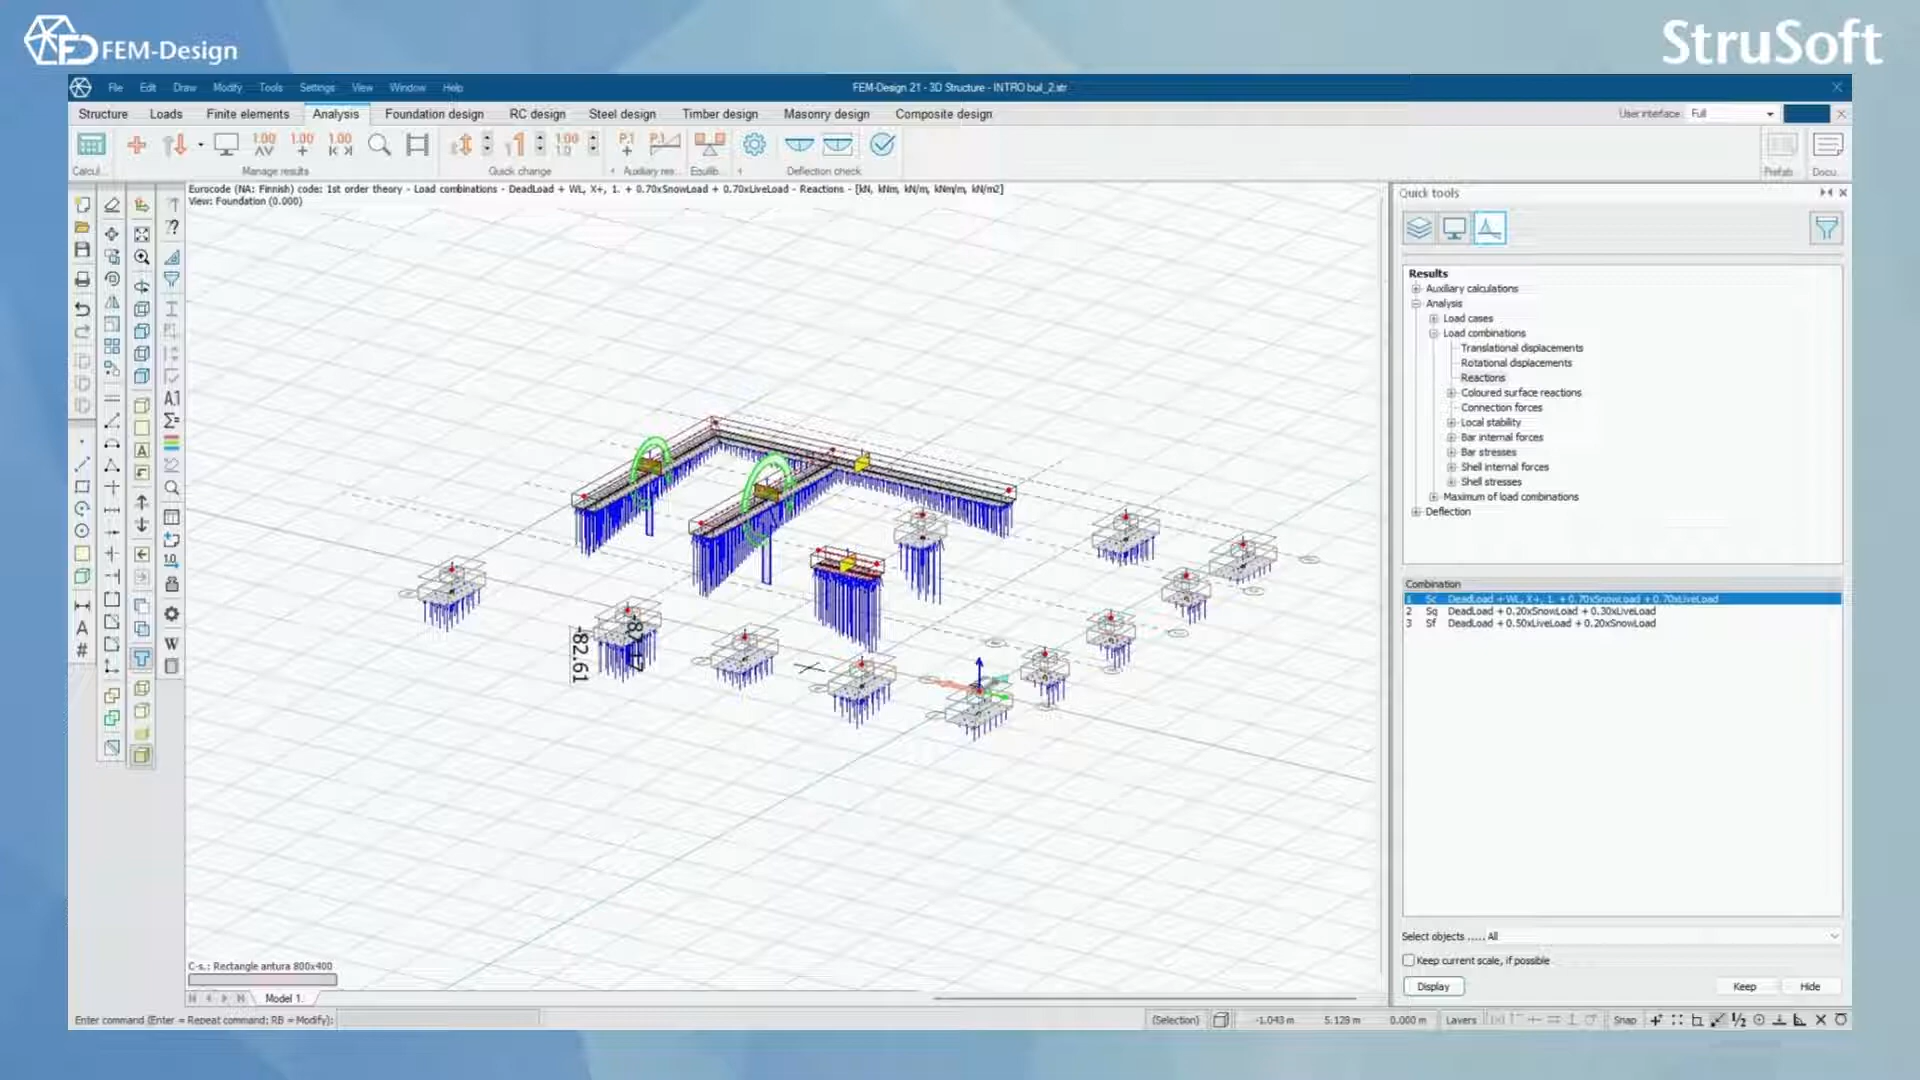 FEM-Design
StruSoft
File Edit Draw Modify Tools Settings View Window Help
FEM-Design 21 - 3D Structure - INTRO buil_2.str
Structure Loads Finite elements Analysis Foundation design RC design Steel design Timber design Masonry design Composite design
User interface: Full
Calcul... Manage results Quick change Auxiliary res... Equilib... Deflection check Prefab Docu...
Eurocode (NA: Finnish) code: 1st order theory - Load combinations - DeadLoad + WL, X+, 1. + 0.70xSnowLoad + 0.70xLiveLoad - Reactions - [kN, kNm, kN/m, kNm/m, kN/m2]
View: Foundation (0.000)
-82.61
Quick tools
Results
Auxiliary calculations
Analysis
Load cases
Load combinations
Translational displacements
Rotational displacements
Reactions
Coloured surface reactions
Connection forces
Local stability
Bar internal forces
Bar stresses
Shell internal forces
Shell stresses
Maximum of load combinations
Deflection
Combination
1 Sc DeadLoad + WL, X+, 1. + 0.70xSnowLoad + 0.70xLiveLoad
2 Sq DeadLoad + 0.20xSnowLoad + 0.30xLiveLoad
3 Sf DeadLoad + 0.50xLiveLoad + 0.20xSnowLoad
Select objects ..... All
Keep current scale, if possible
Display Keep Hide
C-s.: Rectangle antura 800x400
Model 1.
Enter command (Enter = Repeat command; RB = Modify):
(Selection) -1.043 m 5.128 m 0.000 m Layers Snap